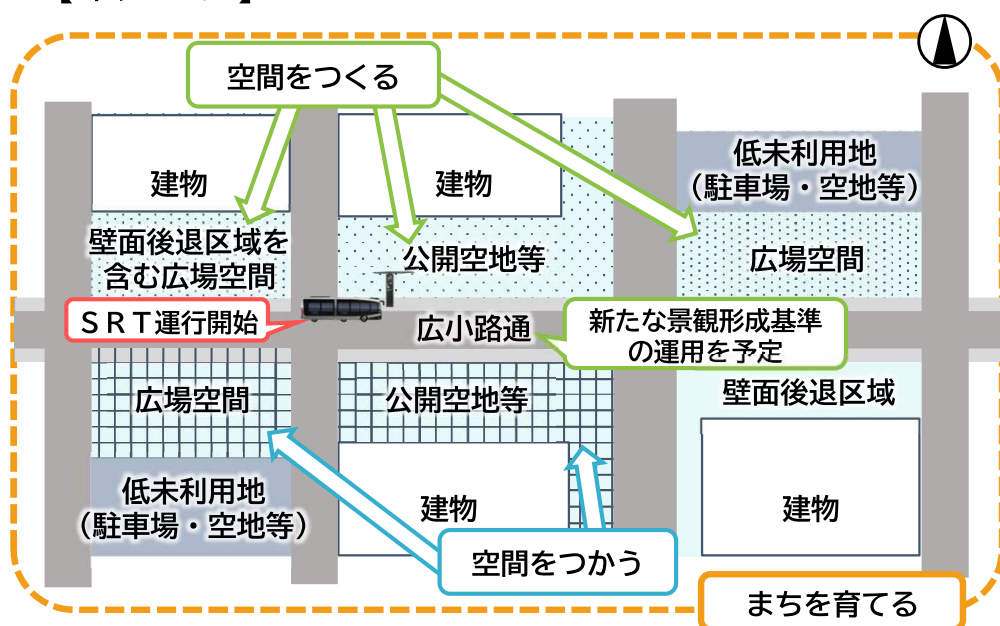 空間をつくる
建物
建物
低未利用地
（駐車場・空地等）
壁面後退区域を
含む広場空間
公開空地等
広場空間
ＳＲＴ運行開始
広小路通
新たな景観形成基準
の運用を予定
広場空間
公開空地等
壁面後退区域
低未利用地
（駐車場・空地等）
建物
建物
空間をつかう
まちを育てる